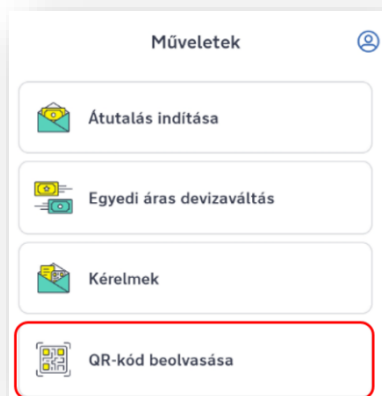 Műveletek
Átutalás indítása
Egyedi áras devizaváltás
Kérelmek
QR-kód beolvasása